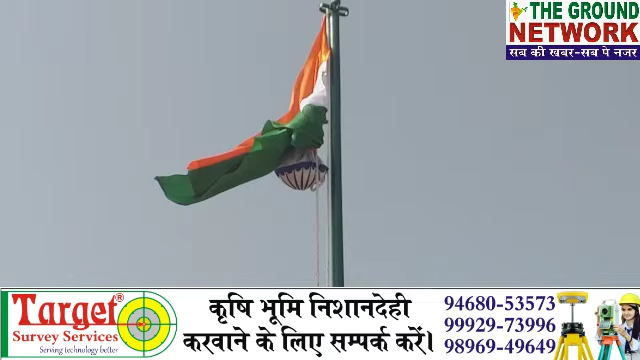 THE GROUND
NETWORK
सब की खबर-सब पे नजर
Target®
Survey Services
Serving technology better
कृषि भूमि निशानदेही
करवाने के लिए सम्पर्क करें।
94680-53573
99929-73996
98969-49649